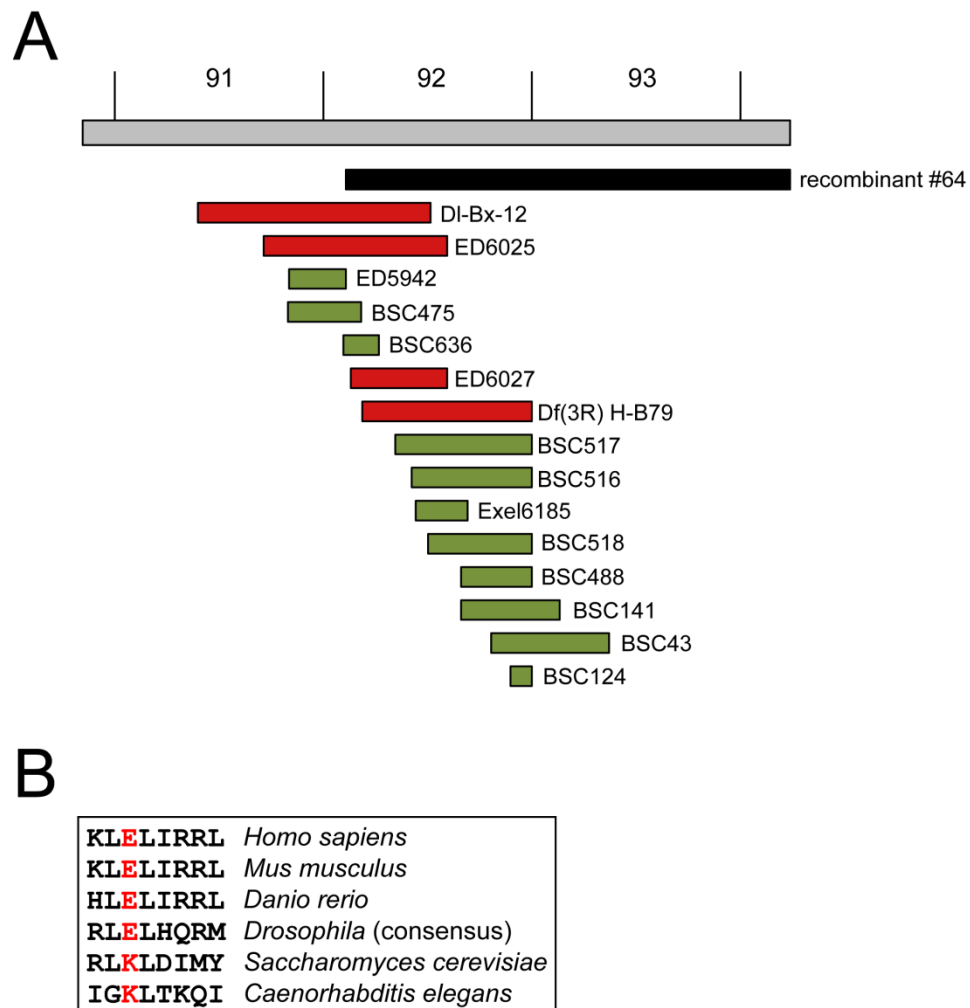 A
91 92 93
recombinant #64
Dl-Bx-12
ED6025
ED5942
BSC475
BSC636
ED6027
Df(3R) H-B79
BSC517
BSC516
Exel6185
BSC518
BSC488
BSC141
BSC43
BSC124
B
KLELIRRL Homo sapiens
KLELIRRL Mus musculus
HLELIRRL Danio rerio
RLELHQRM Drosophila (consensus)
RLKLDIMY Saccharomyces cerevisiae
IGKLTKQI Caenorhabditis elegans